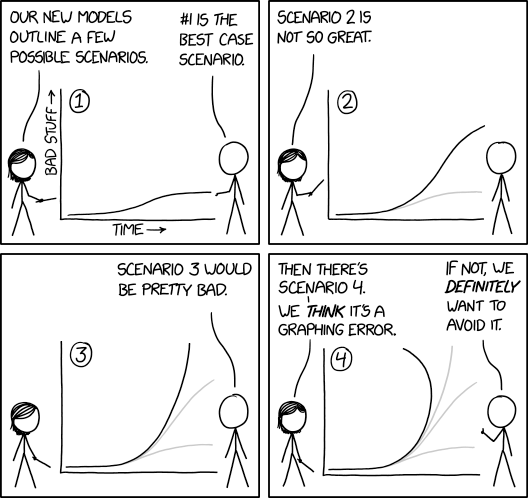 OUR NEW MODELS
OUTLINE A FEW
POSSIBLE SCENARIOS.
#1 IS THE
BEST CASE
SCENARIO.
1
BAD STUFF →
TIME →
SCENARIO 2 IS
NOT SO GREAT.
2
SCENARIO 3 WOULD
BE PRETTY BAD.
3
THEN THERE'S
SCENARIO 4.
WE THINK IT'S A
GRAPHING ERROR.
IF NOT, WE
DEFINITELY
WANT TO
AVOID IT.
4